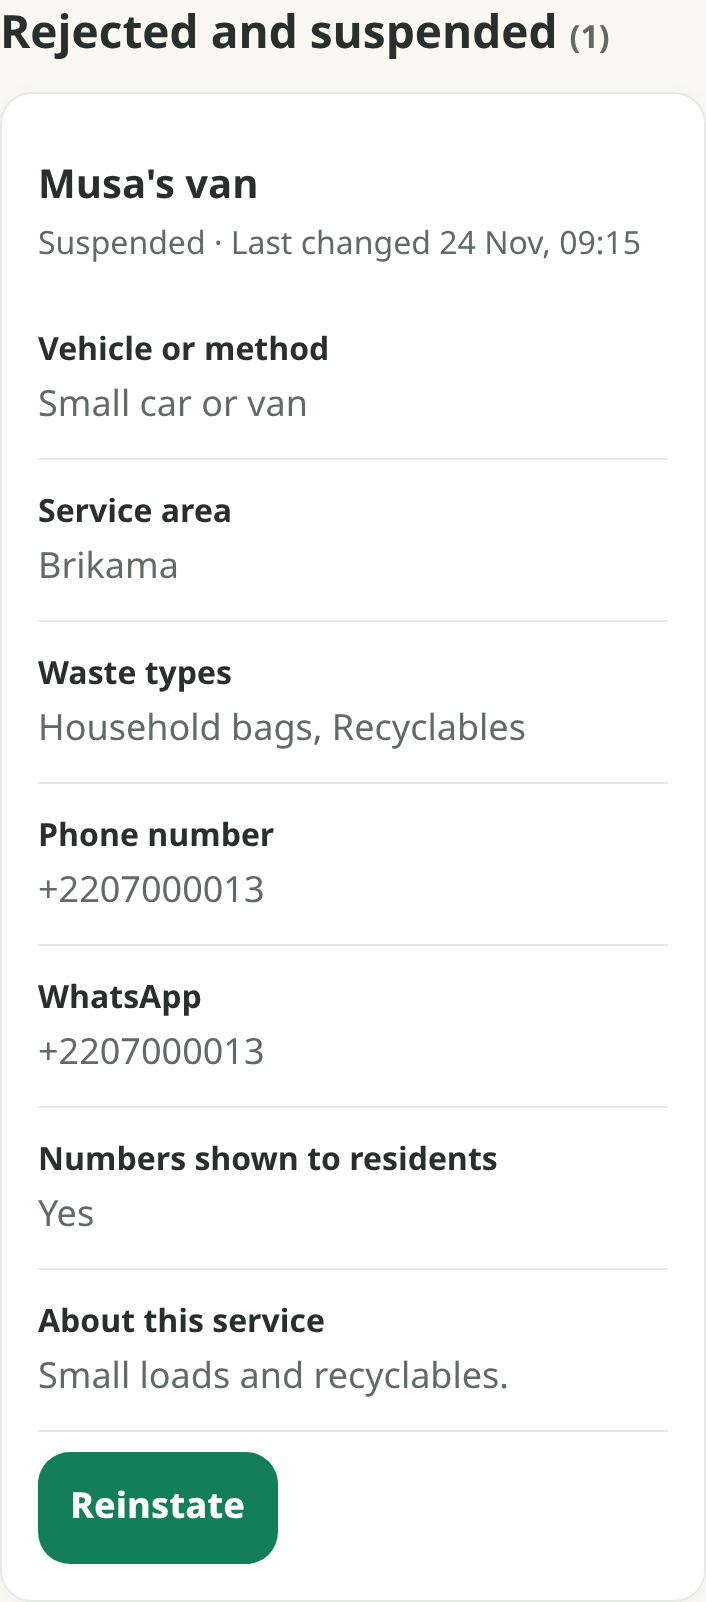 Rejected and suspended (1)
Musa's van
Suspended · Last changed 24 Nov, 09:15
Vehicle or method
Small car or van
Service area
Brikama
Waste types
Household bags, Recyclables
Phone number
+2207000013
WhatsApp
+2207000013
Numbers shown to residents
Yes
About this service
Small loads and recyclables.
Reinstate